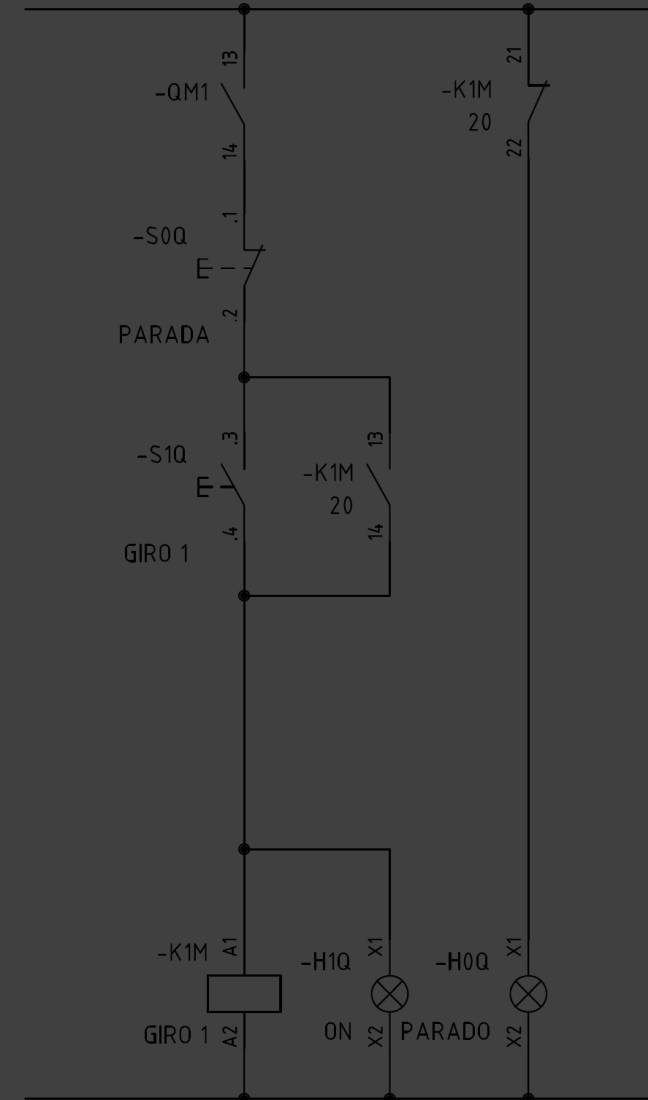 13
-QM1
14
.1
-S0Q
.2
PARADA
.3
-S1Q
.4
GIRO 1
13
-K1M
20
14
21
-K1M
20
22
-K1M
A1
GIRO 1
A2
-H1Q
X1
ON
X2
-H0Q
X1
PARADO
X2